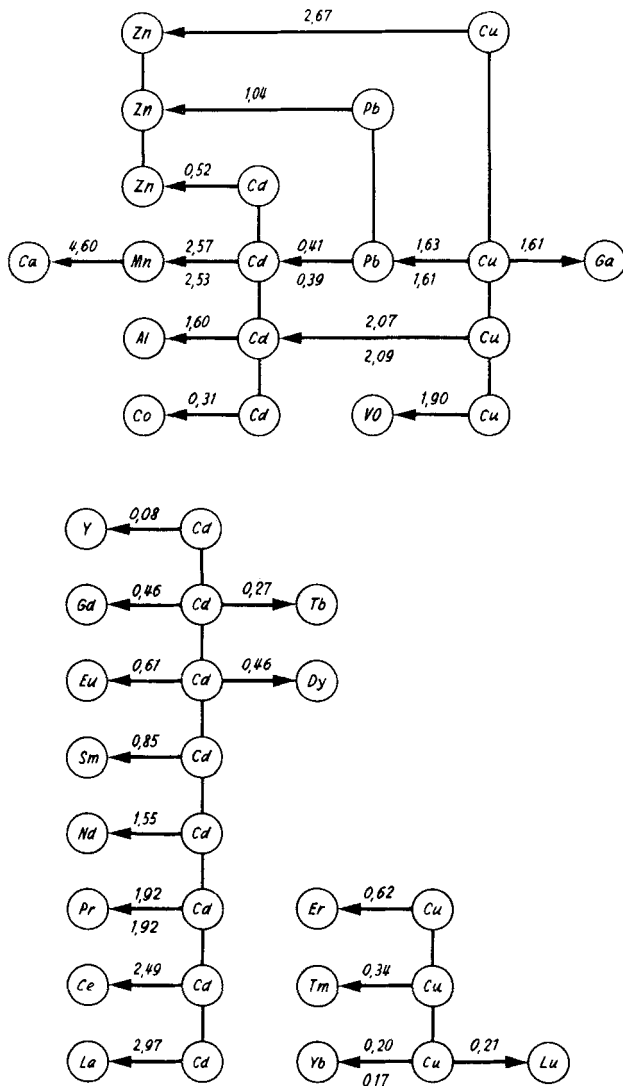 2,67
Zn Cu
1,04
Zn Pb
0,52
Zn Cd
4,60 2,57 0,41 1,63 1,61
Ca Mn Cd Pb Cu Ga
2,53 0,39 1,61
1,60 2,07
Al Cd Cu
2,09
0,31 1,90
Co Cd VO Cu
0,08
Y Cd
0,46 0,27
Gd Cd Tb
0,61 0,46
Eu Cd Dy
0,85
Sm Cd
1,55
Nd Cd
1,92 0,62
Pr Cd Er Cu
1,92
2,49 0,34
Ce Cd Tm Cu
2,97 0,20 0,21
La Cd Yb Cu Lu
0,17